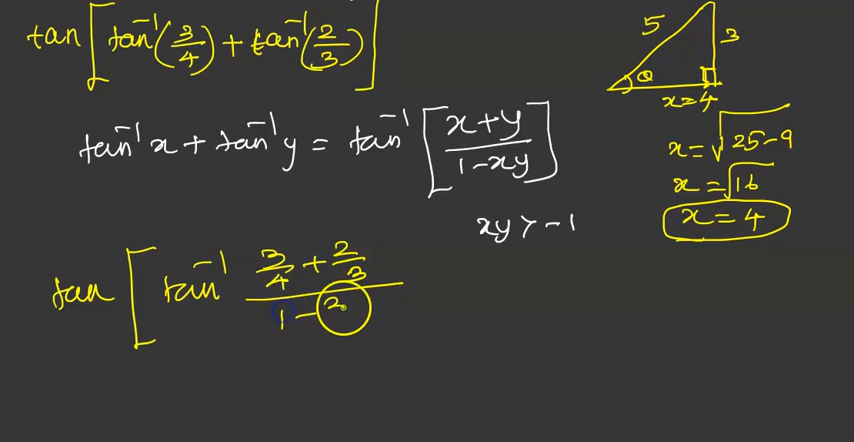 tan[tan⁻¹(3/4) + tan⁻¹(2/3)]
5
3
θ
x=4
tan⁻¹x + tan⁻¹y = tan⁻¹[(x+y)/(1-xy)]
x=√25-9
x=√16
x=4
xy > -1
tan[tan⁻¹ (3/4 + 2/3)/(1-2